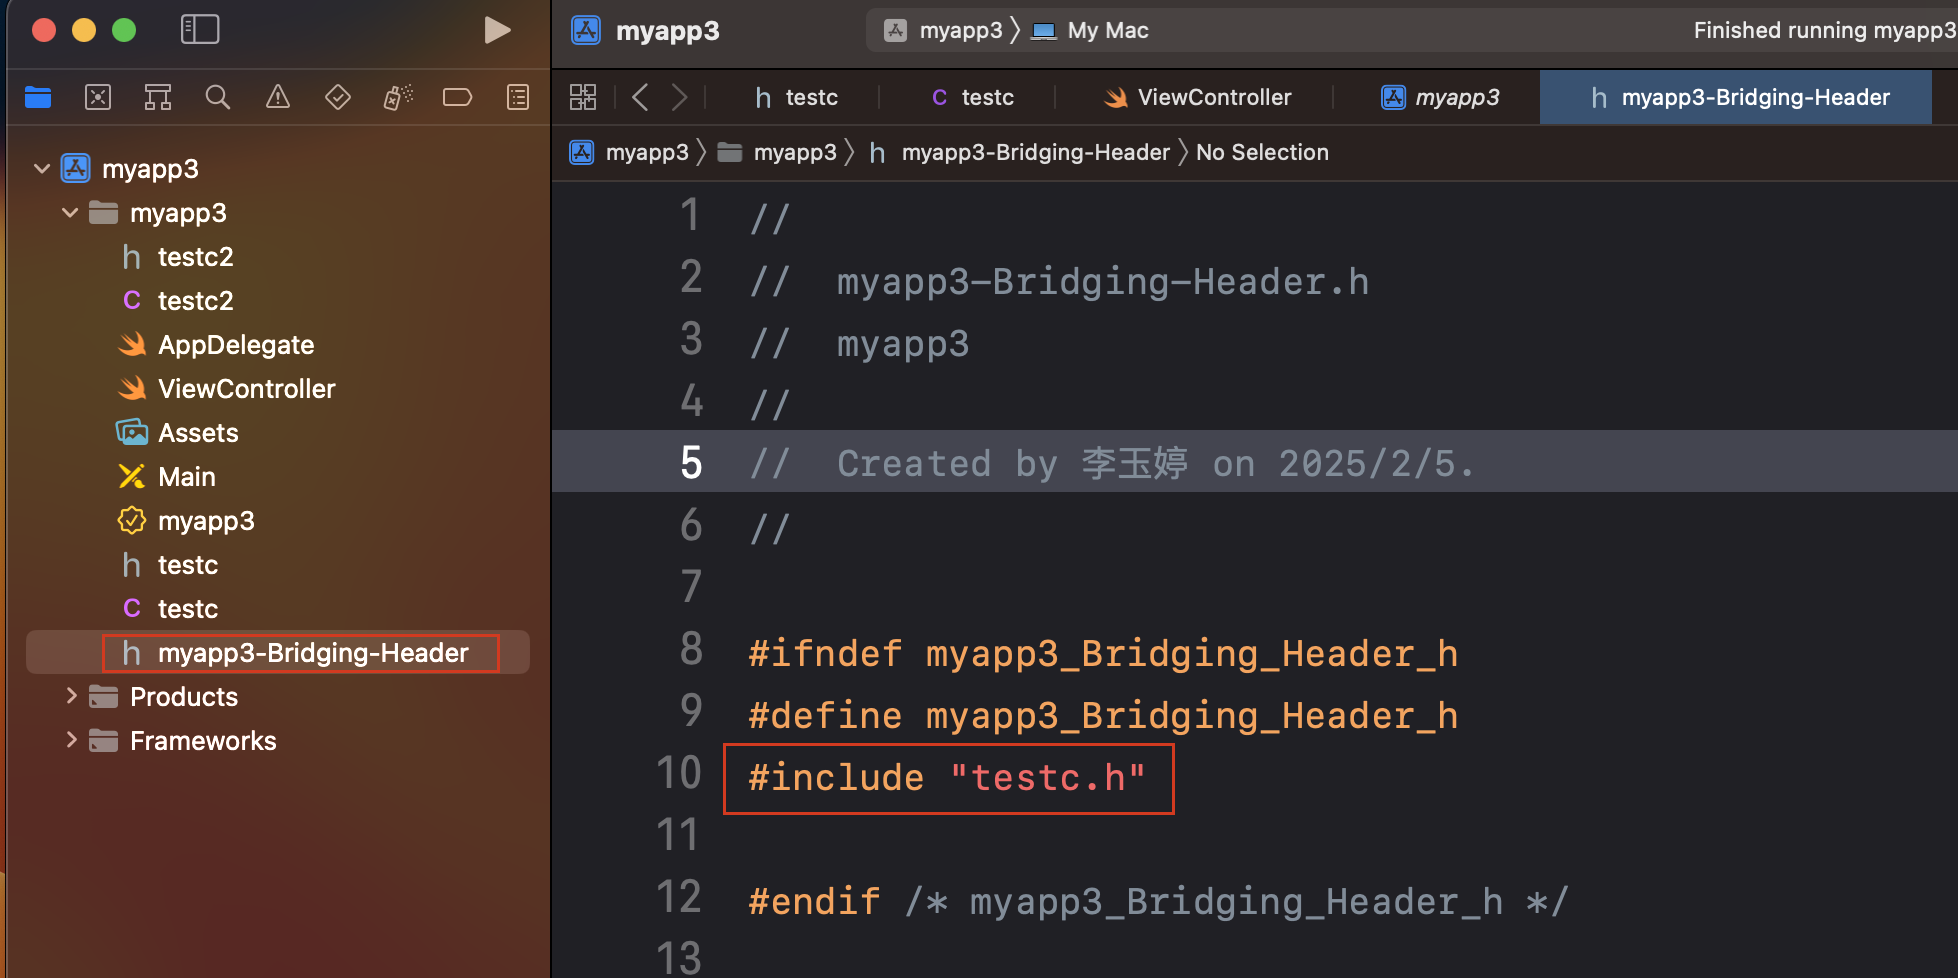 myapp3
myapp3 〉 My Mac
Finished running myapp3
h testc
C testc
ViewController
myapp3
h myapp3-Bridging-Header
myapp3 〉 myapp3 〉 h myapp3-Bridging-Header 〉 No Selection
myapp3
myapp3
h testc2
C testc2
AppDelegate
ViewController
Assets
Main
myapp3
h testc
C testc
h myapp3-Bridging-Header
Products
Frameworks
1 //
2 //  myapp3-Bridging-Header.h
3 //  myapp3
4 //
5 //  Created by 李玉婷 on 2025/2/5.
6 //
7
8 #ifndef myapp3_Bridging_Header_h
9 #define myapp3_Bridging_Header_h
10 #include "testc.h"
11
12 #endif /* myapp3_Bridging_Header_h */
13